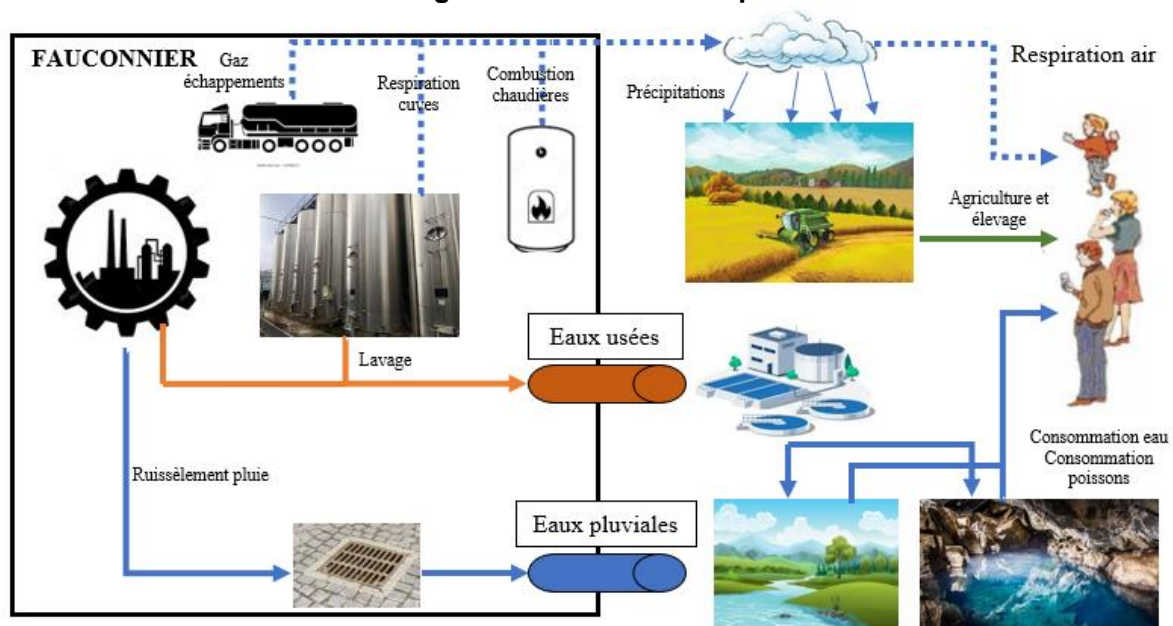 FAUCONNIER
Gaz
échappements
Respiration
cuves
Combustion
chaudières
Précipitations
Respiration air
Agriculture et
élevage
Eaux usées
Lavage
Consommation eau
Consommation
poissons
Ruissèlement pluie
Eaux pluviales